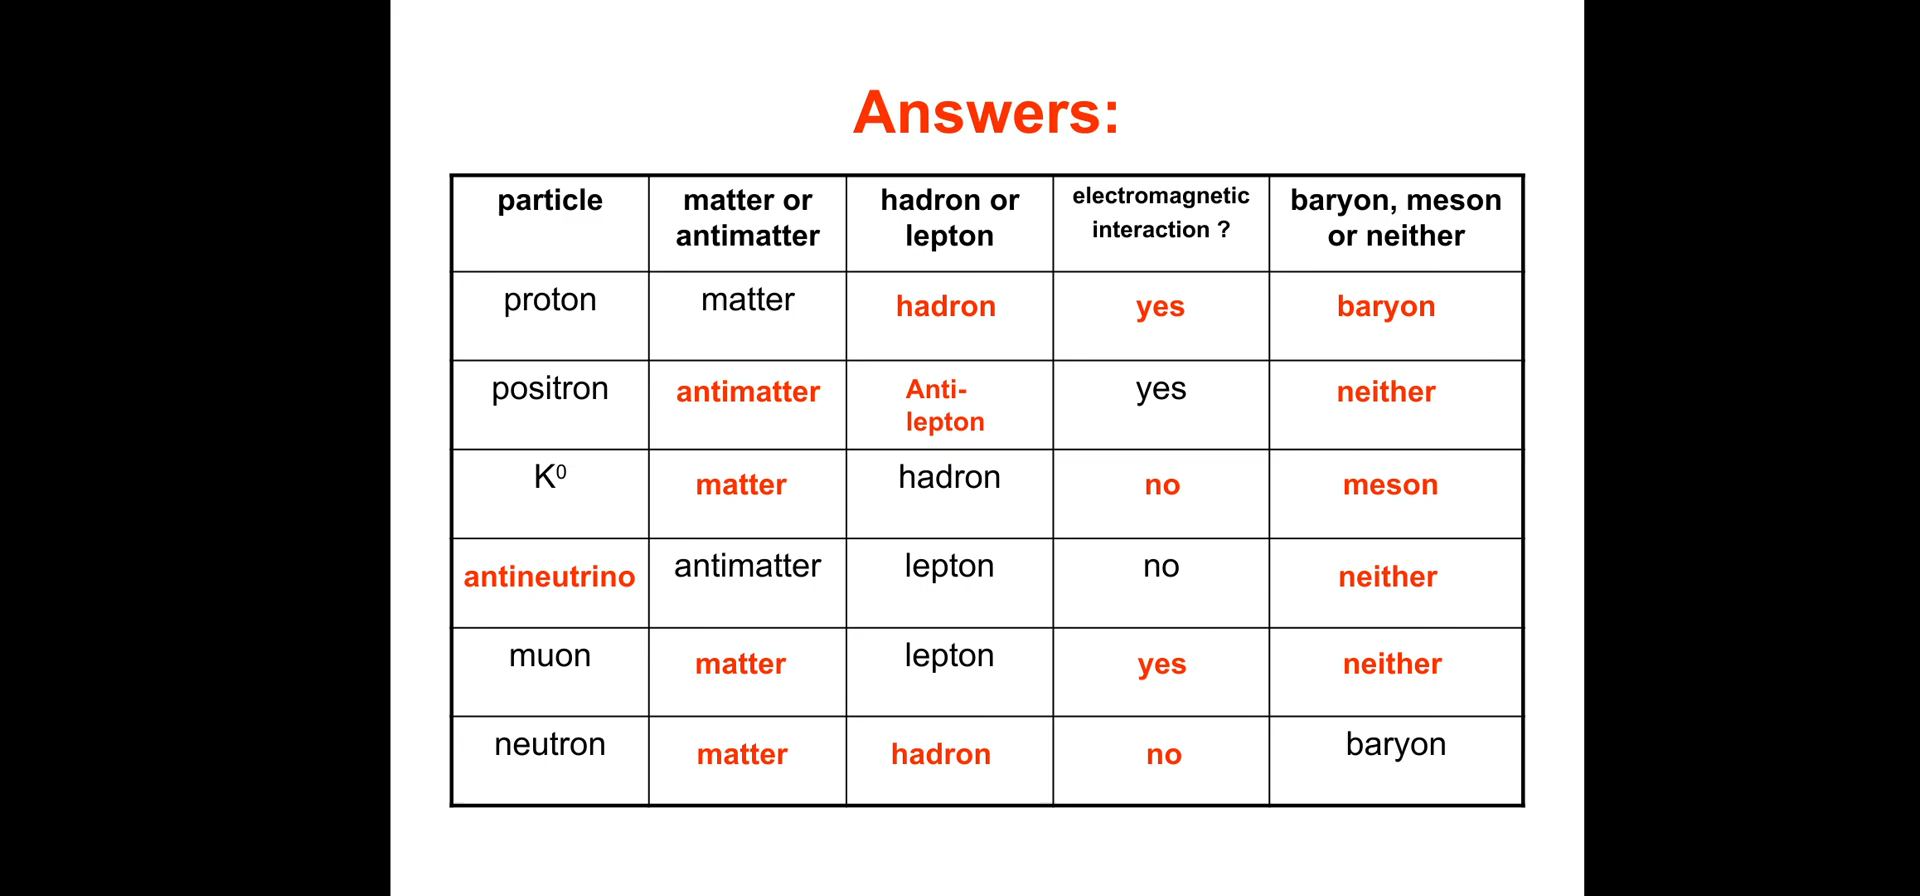 Answers:
particle
matter or
antimatter
hadron or
lepton
electromagnetic
interaction ?
baryon, meson
or neither
proton
matter
hadron
yes
baryon
positron
antimatter
Anti-
lepton
yes
neither
K⁰
matter
hadron
no
meson
antineutrino
antimatter
lepton
no
neither
muon
matter
lepton
yes
neither
neutron
matter
hadron
no
baryon